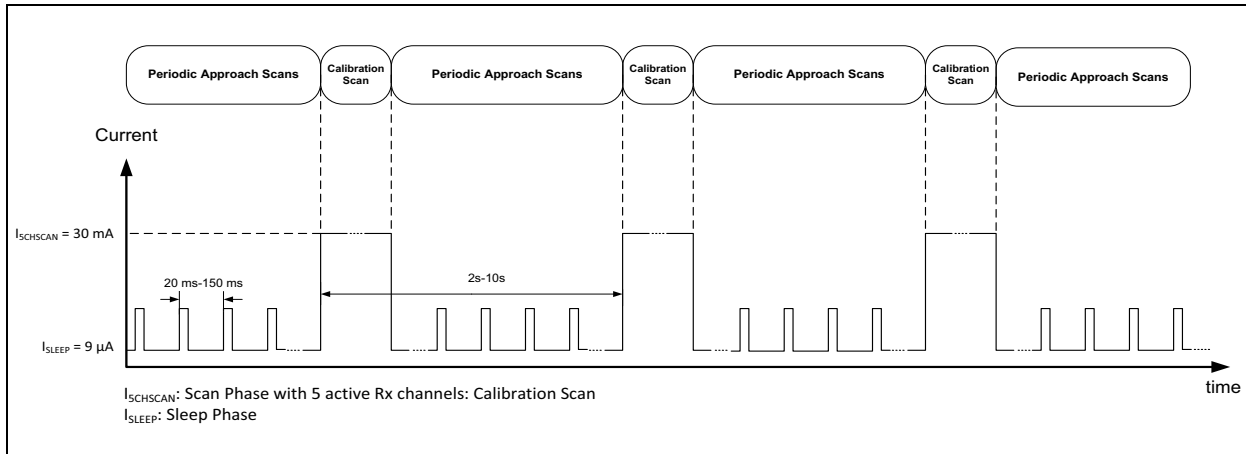 Periodic Approach Scans
Calibration
Scan
Periodic Approach Scans
Calibration
Scan
Periodic Approach Scans
Calibration
Scan
Periodic Approach Scans
Current
I5CHSCAN = 30 mA
20 ms-150 ms
2s-10s
ISLEEP = 9 µA
time
I5CHSCAN: Scan Phase with 5 active Rx channels: Calibration Scan
ISLEEP: Sleep Phase